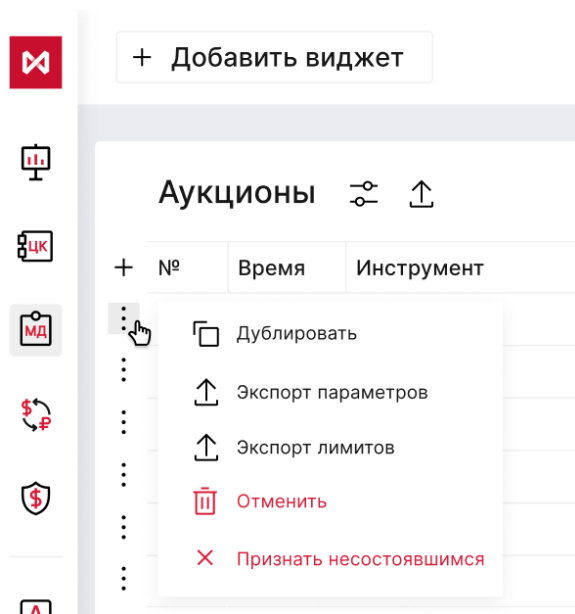 + Добавить виджет
Аукционы
ЦК
+ № Время Инструмент
МД
Дублировать
Экспорт параметров
$ ₽
Экспорт лимитов
$
Отменить
Признать несостоявшимся